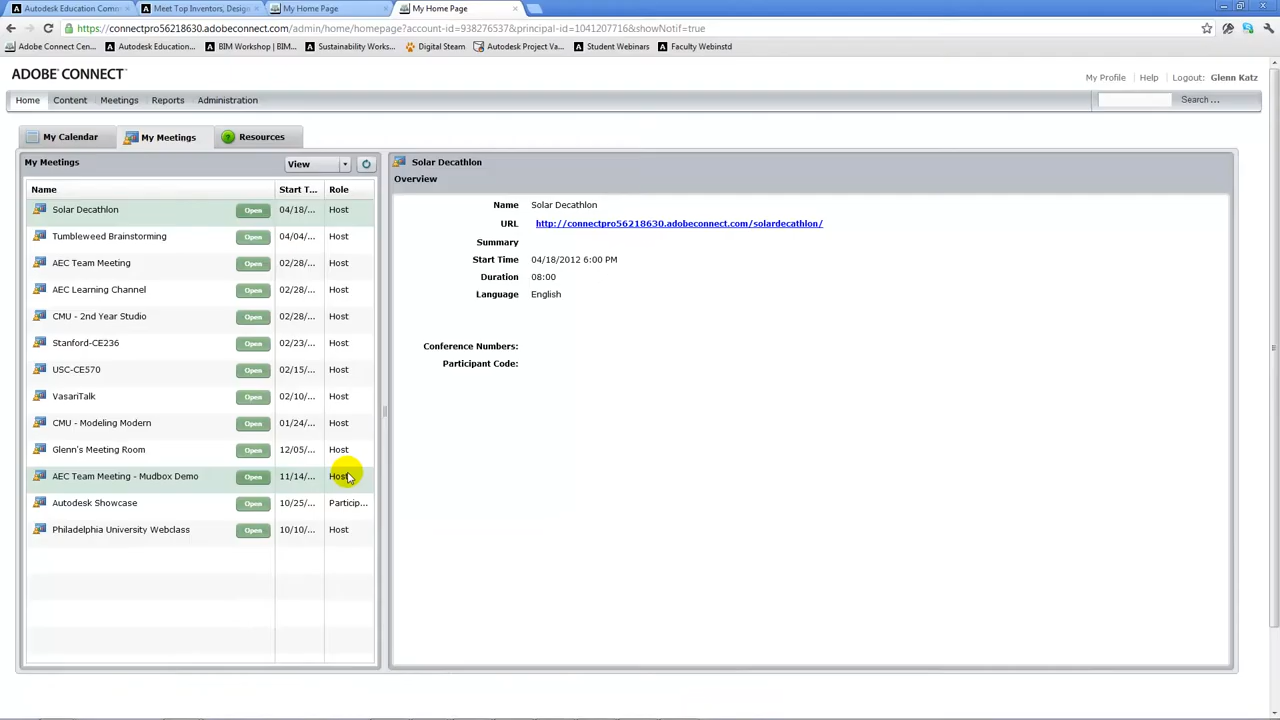 Autodesk Education Comm
Meet Top Inventors, Design
My Home Page
My Home Page
https://connectpro56218630.adobeconnect.com/admin/home/homepage?account-id=938276537&principal-id=1041207716&showNotif=true
Adobe Connect Cen...
Autodesk Education...
BIM Workshop | BIM...
Sustainability Works...
Digital Steam
Autodesk Project Va...
Student Webinars
Faculty Webinstd
ADOBE® CONNECT™
My Profile | Help | Logout: Glenn Katz
Home Content Meetings Reports Administration
Search ...
My Calendar My Meetings Resources
My Meetings View
Name Start T... Role
Solar Decathlon Open 04/18/... Host
Tumbleweed Brainstorming Open 04/04/... Host
AEC Team Meeting Open 02/28/... Host
AEC Learning Channel Open 02/28/... Host
CMU - 2nd Year Studio Open 02/28/... Host
Stanford-CE236 Open 02/23/... Host
USC-CE570 Open 02/15/... Host
VasariTalk Open 02/10/... Host
CMU - Modeling Modern Open 01/24/... Host
Glenn's Meeting Room Open 12/05/... Host
AEC Team Meeting - Mudbox Demo Open 11/14/... Host
Autodesk Showcase Open 10/25/... Particip...
Philadelphia University Webclass Open 10/10/... Host
Solar Decathlon
Overview
Name Solar Decathlon
URL http://connectpro56218630.adobeconnect.com/solardecathlon/
Summary
Start Time 04/18/2012 6:00 PM
Duration 08:00
Language English
Conference Numbers:
Participant Code: